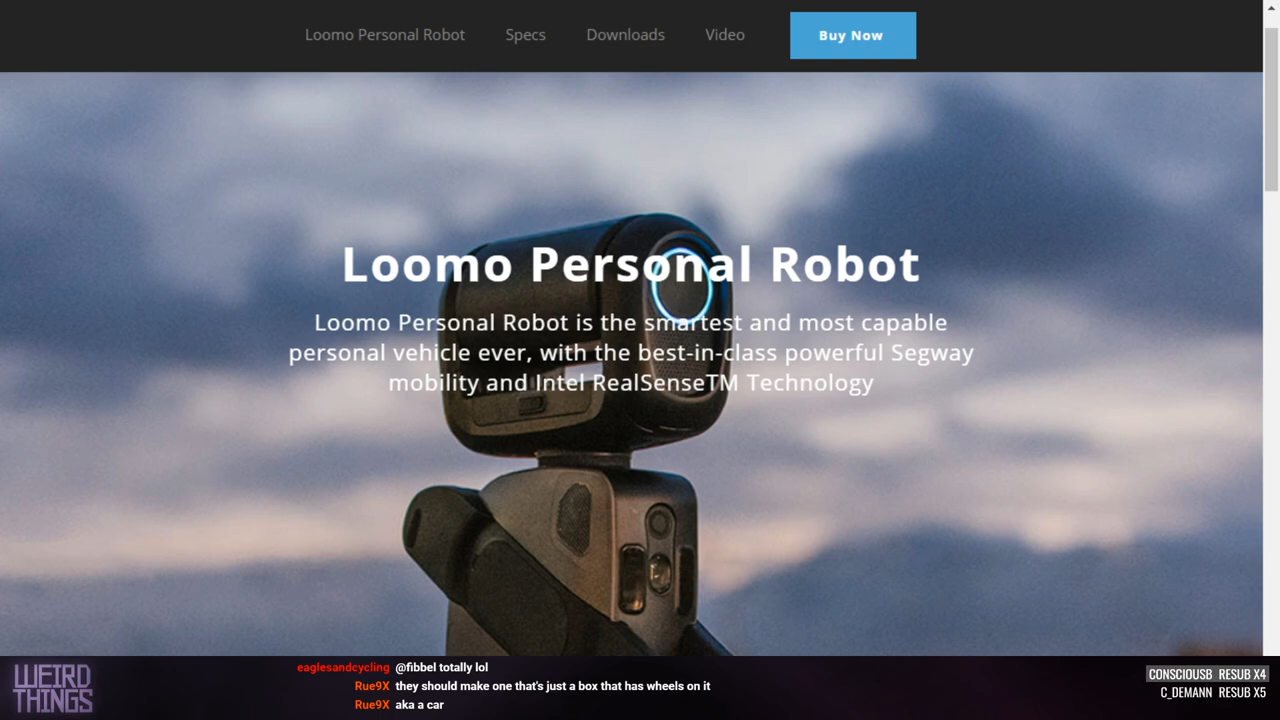 Loomo Personal Robot
Specs
Downloads
Video
Buy Now
Loomo Personal Robot
Loomo Personal Robot is the smartest and most capable
personal vehicle ever, with the best-in-class powerful Segway
mobility and Intel RealSenseTM Technology
WEIRD
THINGS
eaglesandcycling @fibbel totally lol
Rue9X they should make one that's just a box that has wheels on it
Rue9X aka a car
CONSCIOUSB RESUB X4
C_DEMANN RESUB X5